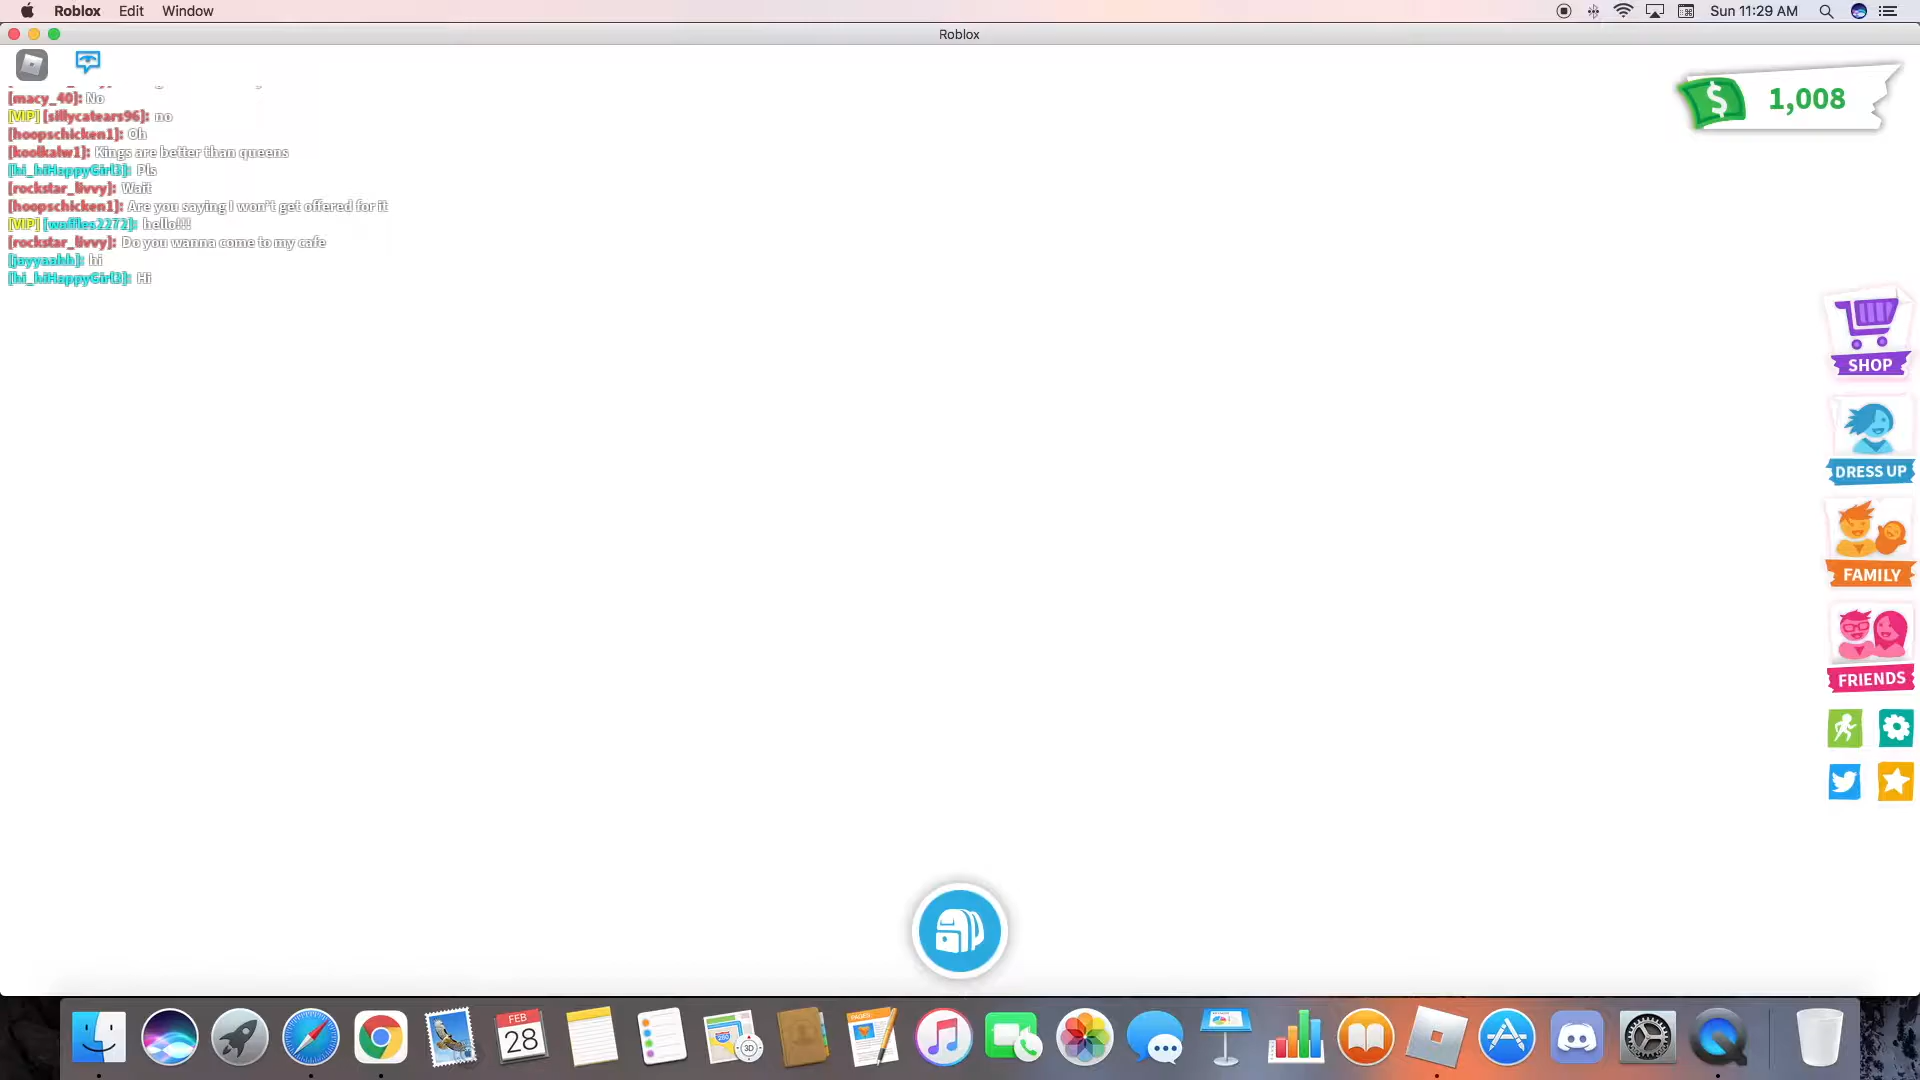 Roblox Edit Window Sun 11:29 AM
Roblox
1,008
[macy_40]: No
[VIP] [sillycatears96]: no
[hoopschicken1]: Oh
[koolkalw1]: Kings are better than queens
[hi_hiHappyGirl3]: Pls
[rockstar_livvy]: Wait
[hoopschicken1]: Are you saying I won't get offered for it
[VIP] [waffles2272]: hello!!!
[rockstar_livvy]: Do you wanna come to my cafe
[jayyaahh]: hi
[hi_hiHappyGirl3]: Hi
SHOP
DRESS UP
FAMILY
FRIENDS
FEB
28
PAGES
280
3D